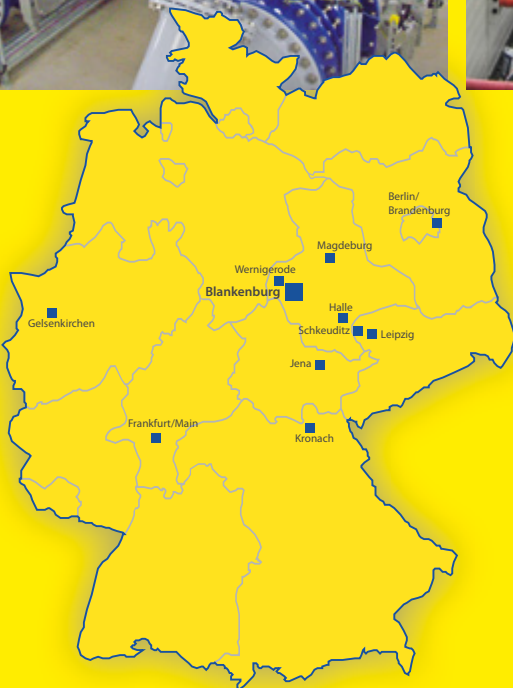 Berlin/
Brandenburg
Magdeburg
Wernigerode
Blankenburg
Halle
Gelsenkirchen
Schkeuditz
Leipzig
Jena
Frankfurt/Main
Kronach